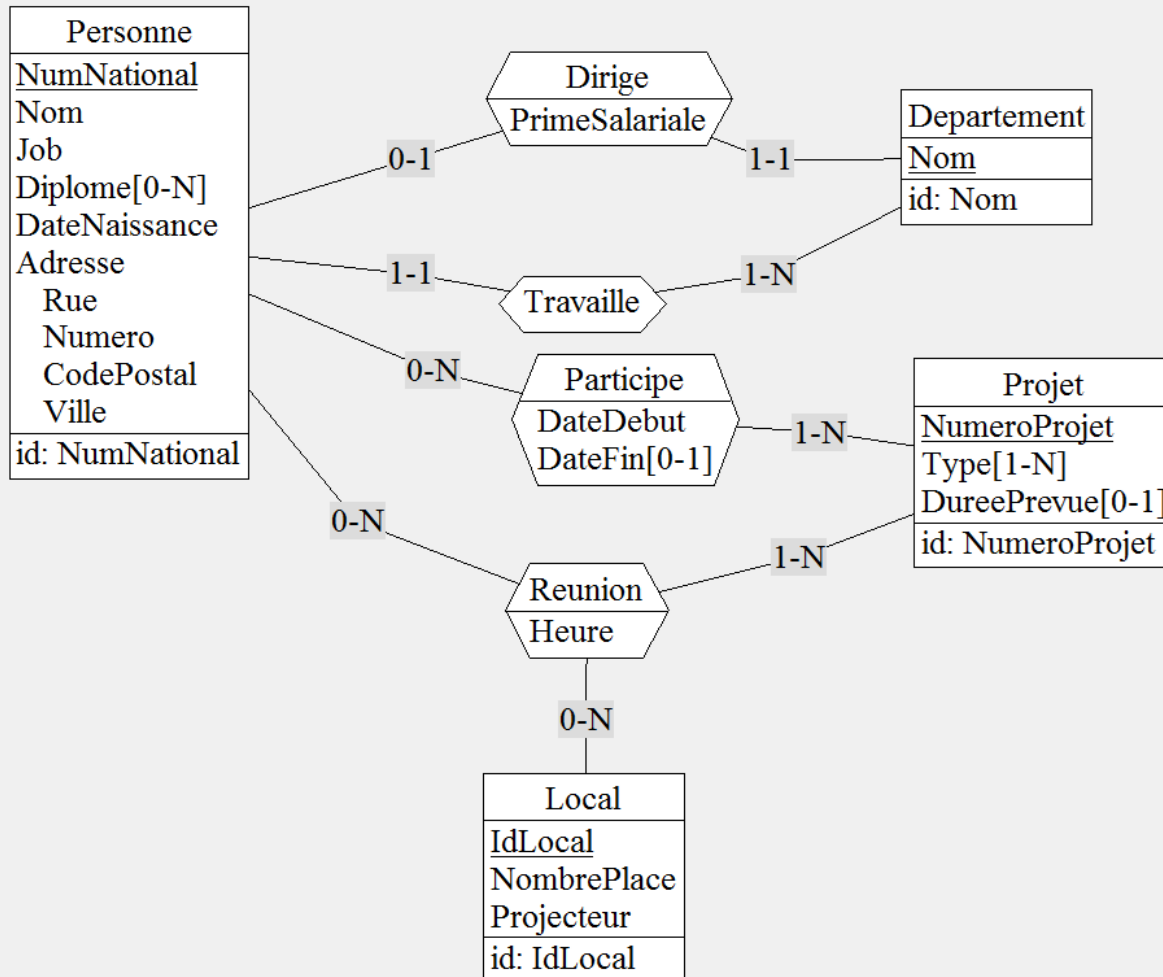 Personne
NumNational
Nom
Job
Diplome[0-N]
DateNaissance
Adresse
Rue
Numero
CodePostal
Ville
id: NumNational
0-1
Dirige
PrimeSalariale
1-1
Departement
Nom
id: Nom
1-1
Travaille
1-N
0-N
Participe
DateDebut
DateFin[0-1]
1-N
Projet
NumeroProjet
Type[1-N]
DureePrevue[0-1]
id: NumeroProjet
0-N
Reunion
Heure
1-N
0-N
Local
IdLocal
NombrePlace
Projecteur
id: IdLocal